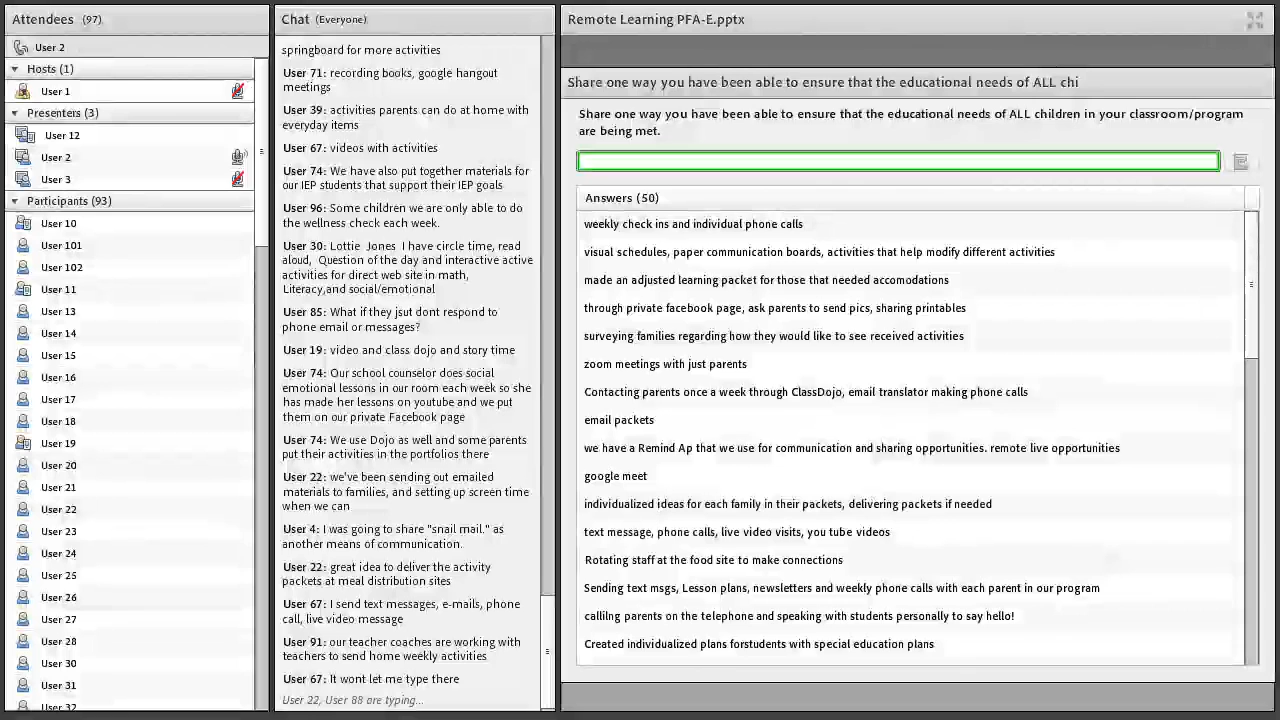 Attendees (97)
User 2
Hosts (1)
User 1
Presenters (3)
User 12
User 2
User 3
Participants (93)
User 10
User 101
User 102
User 11
User 13
User 14
User 15
User 16
User 17
User 18
User 19
User 20
User 21
User 22
User 23
User 24
User 25
User 26
User 27
User 28
User 30
User 31
User 32
Chat (Everyone)
springboard for more activities
User 71: recording books, google hangout
meetings
User 39: activities parents can do at home with
everyday items
User 67: videos with activities
User 74: We have also put together materials for
our IEP students that support their IEP goals
User 96: Some children we are only able to do
the wellness check each week.
User 30: Lottie Jones I have circle time, read
aloud, Question of the day and interactive active
activities for direct web site in math,
Literacy,and social/emotional
User 85: What if they jsut dont respond to
phone email or messages?
User 19: video and class dojo and story time
User 74: Our school counselor does social
emotional lessons in our room each week so she
has made her lessons on youtube and we put
them on our private Facebook page
User 74: We use Dojo as well and some parents
put their activities in the portfolios there
User 22: we've been sending out emailed
materials to families, and setting up screen time
when we can
User 4: I was going to share "snail mail." as
another means of communication.
User 22: great idea to deliver the activity
packets at meal distribution sites
User 67: I send text messages, e-mails, phone
call, live video message
User 91: our teacher coaches are working with
teachers to send home weekly activities
User 67: It wont let me type there
User 22, User 88 are typing...
Remote Learning PFA-E.pptx
Share one way you have been able to ensure that the educational needs of ALL chi
Share one way you have been able to ensure that the educational needs of ALL children in your classroom/program
are being met.
Answers (50)
weekly check ins and individual phone calls
visual schedules, paper communication boards, activities that help modify different activities
made an adjusted learning packet for those that needed accomodations
through private facebook page, ask parents to send pics, sharing printables
surveying families regarding how they would like to see received activities
zoom meetings with just parents
Contacting parents once a week through ClassDojo, email translator making phone calls
email packets
we have a Remind Ap that we use for communication and sharing opportunities. remote live opportunities
google meet
individualized ideas for each family in their packets, delivering packets if needed
text message, phone calls, live video visits, you tube videos
Rotating staff at the food site to make connections
Sending text msgs, Lesson plans, newsletters and weekly phone calls with each parent in our program
callilng parents on the telephone and speaking with students personally to say hello!
Created individualized plans forstudents with special education plans